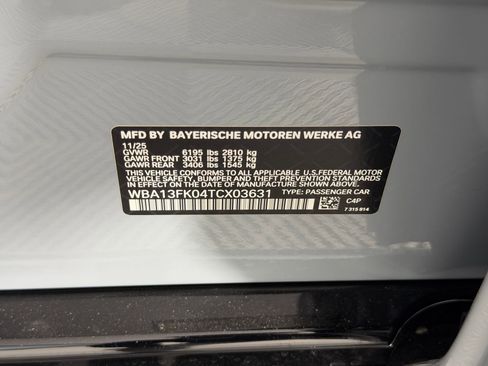 MFD BY BAYERISCHE MOTOREN WERKE AG
11/25
GVWR 6195 lbs 2810 kg
GAWR FRONT 3031 lbs 1375 kg
GAWR REAR 3406 lbs 1545 kg
THIS VEHICLE CONFORMS TO ALL APPLICABLE U.S.FEDERAL MOTOR
VEHICLE SAFETY, BUMPER, AND THEFT PREVENTION STANDARDS
IN EFFECT ON THE DATE OF MANUFACTURE SHOWN ABOVE.
WBA13FK04TCX03631 TYPE: PASSENGER CAR
C4P
7 315 814